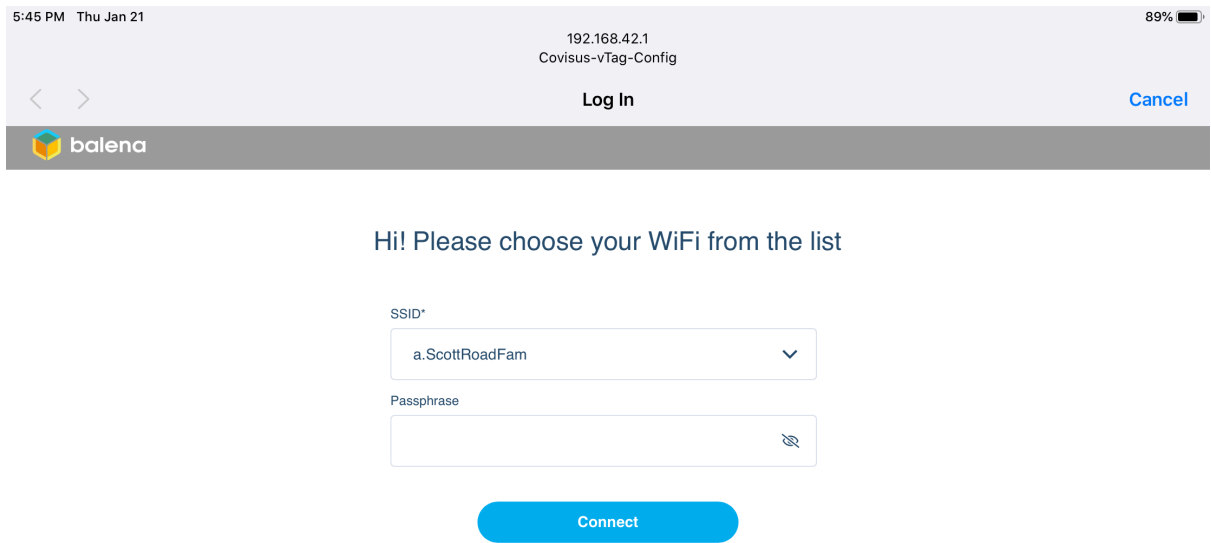 5:45 PM Thu Jan 21
89%
192.168.42.1
Covisus-vTag-Config
Log In
Cancel
balena
Hi! Please choose your WiFi from the list
SSID*
a.ScottRoadFam
Passphrase
Connect